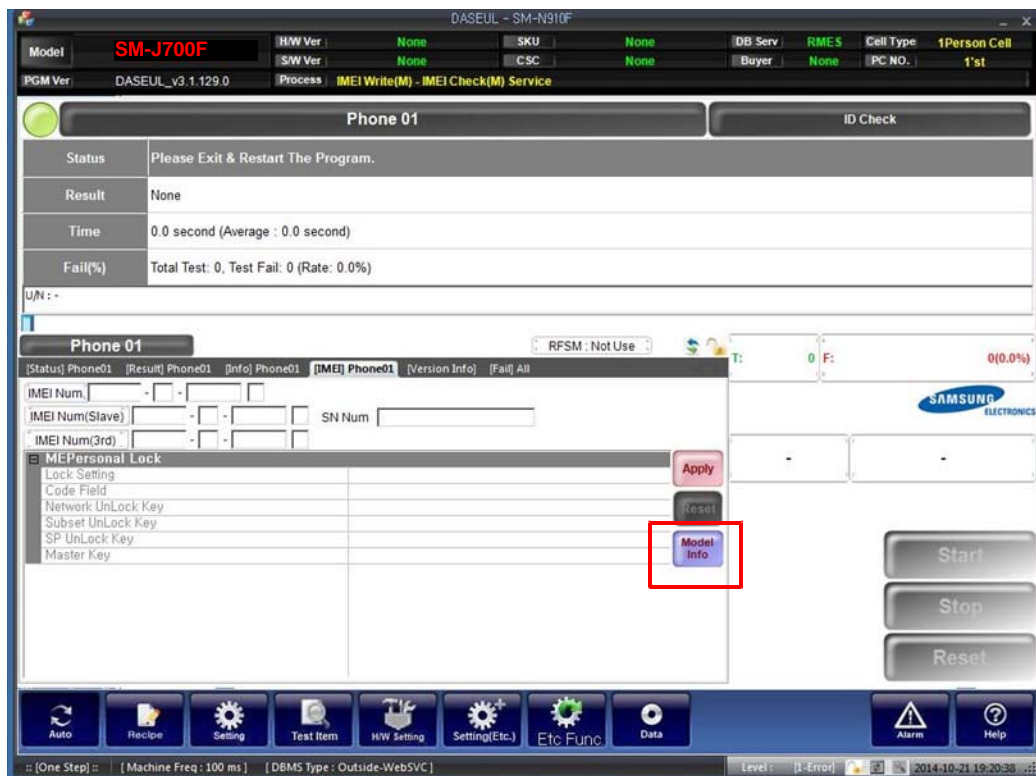 DASEUL - SM-N910F
Model SM-J700F H/W Ver None SKU None DB Serv RMES Cell Type 1Person Cell
S/W Ver None CSC None Buyer None PC NO. 1'st
PGM Ver DASEUL_v3.1.129.0 Process IMEI Write(M) - IMEI Check(M) Service
Phone 01 ID Check
Status Please Exit & Restart The Program.
Result None
Time 0.0 second (Average : 0.0 second)
Fail(%) Total Test: 0, Test Fail: 0 (Rate: 0.0%)
U/N : -
Phone 01 RFSM : Not Use T: 0 F: 0(0.0%)
[Status] Phone01 [Result] Phone01 [Info] Phone01 [IMEI] Phone01 [Version Info] [Fail] All
IMEI Num. - -
IMEI Num(Slave) - - SN Num
IMEI Num(3rd) - -
SAMSUNG
ELECTRONICS
MEPersonal Lock
Lock Setting
Code Field
Network UnLock Key
Subset UnLock Key
SP UnLock Key
Master Key
Apply
Reset
Model
Info
- -
Start
Stop
Reset
Auto Recipe Setting Test Item H/W Setting Setting(Etc.) Etc Func Data Alarm Help
:: [One Step] :: [ Machine Freq : 100 ms ] [ DBMS Type : Outside-WebSVC ] Level : [1-Error] 2014-10-21 19:20:38